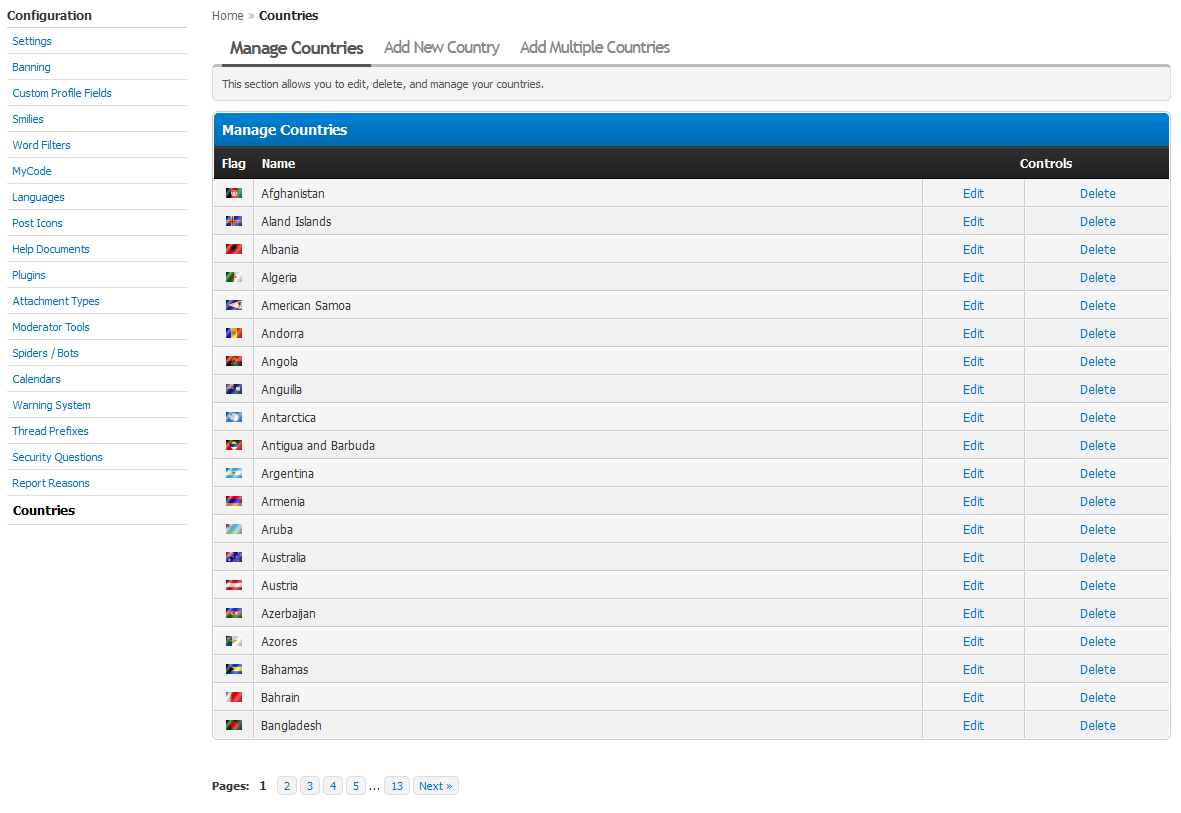 Configuration
Settings
Banning
Custom Profile Fields
Smilies
Word Filters
MyCode
Languages
Post Icons
Help Documents
Plugins
Attachment Types
Moderator Tools
Spiders / Bots
Calendars
Warning System
Thread Prefixes
Security Questions
Report Reasons
Countries
Home » Countries
Manage Countries Add New Country Add Multiple Countries
This section allows you to edit, delete, and manage your countries.
Manage Countries
Flag Name Controls
Afghanistan Edit Delete
Aland Islands Edit Delete
Albania Edit Delete
Algeria Edit Delete
American Samoa Edit Delete
Andorra Edit Delete
Angola Edit Delete
Anguilla Edit Delete
Antarctica Edit Delete
Antigua and Barbuda Edit Delete
Argentina Edit Delete
Armenia Edit Delete
Aruba Edit Delete
Australia Edit Delete
Austria Edit Delete
Azerbaijan Edit Delete
Azores Edit Delete
Bahamas Edit Delete
Bahrain Edit Delete
Bangladesh Edit Delete
Pages: 1 2 3 4 5 ... 13 Next »